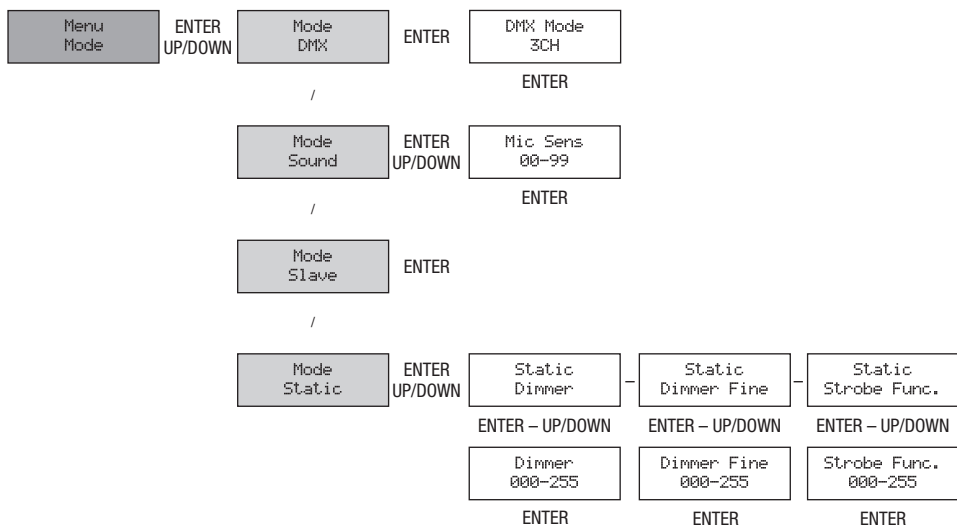 Menu
Mode
ENTER
UP/DOWN
Mode
DMX
ENTER
DMX Mode
3CH
ENTER
/
Mode
Sound
ENTER
UP/DOWN
Mic Sens
00-99
ENTER
/
Mode
Slave
ENTER
/
Mode
Static
ENTER
UP/DOWN
Static
Dimmer
–
Static
Dimmer Fine
–
Static
Strobe Func.
ENTER – UP/DOWN
ENTER – UP/DOWN
ENTER – UP/DOWN
Dimmer
000-255
Dimmer Fine
000-255
Strobe Func.
000-255
ENTER
ENTER
ENTER